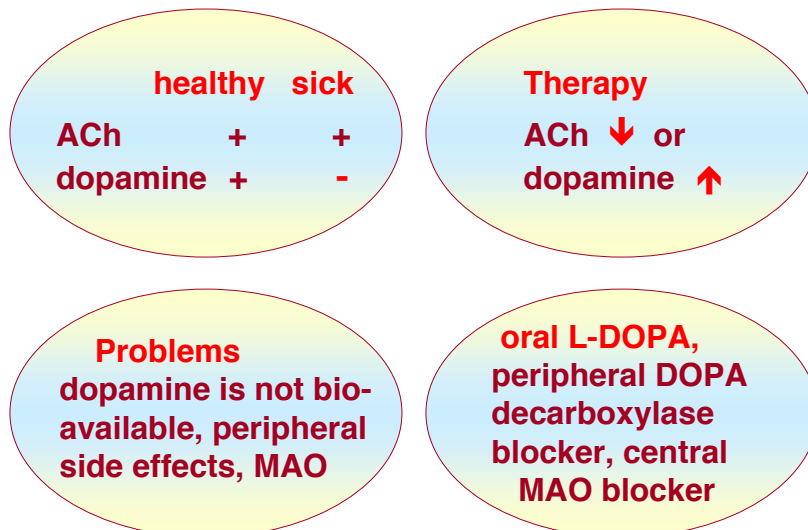 healthy sick
ACh + +
dopamine + -
Therapy
ACh ↓ or
dopamine ↑
Problems
dopamine is not bio-
available, peripheral
side effects, MAO
oral L-DOPA,
peripheral DOPA
decarboxylase
blocker, central
MAO blocker